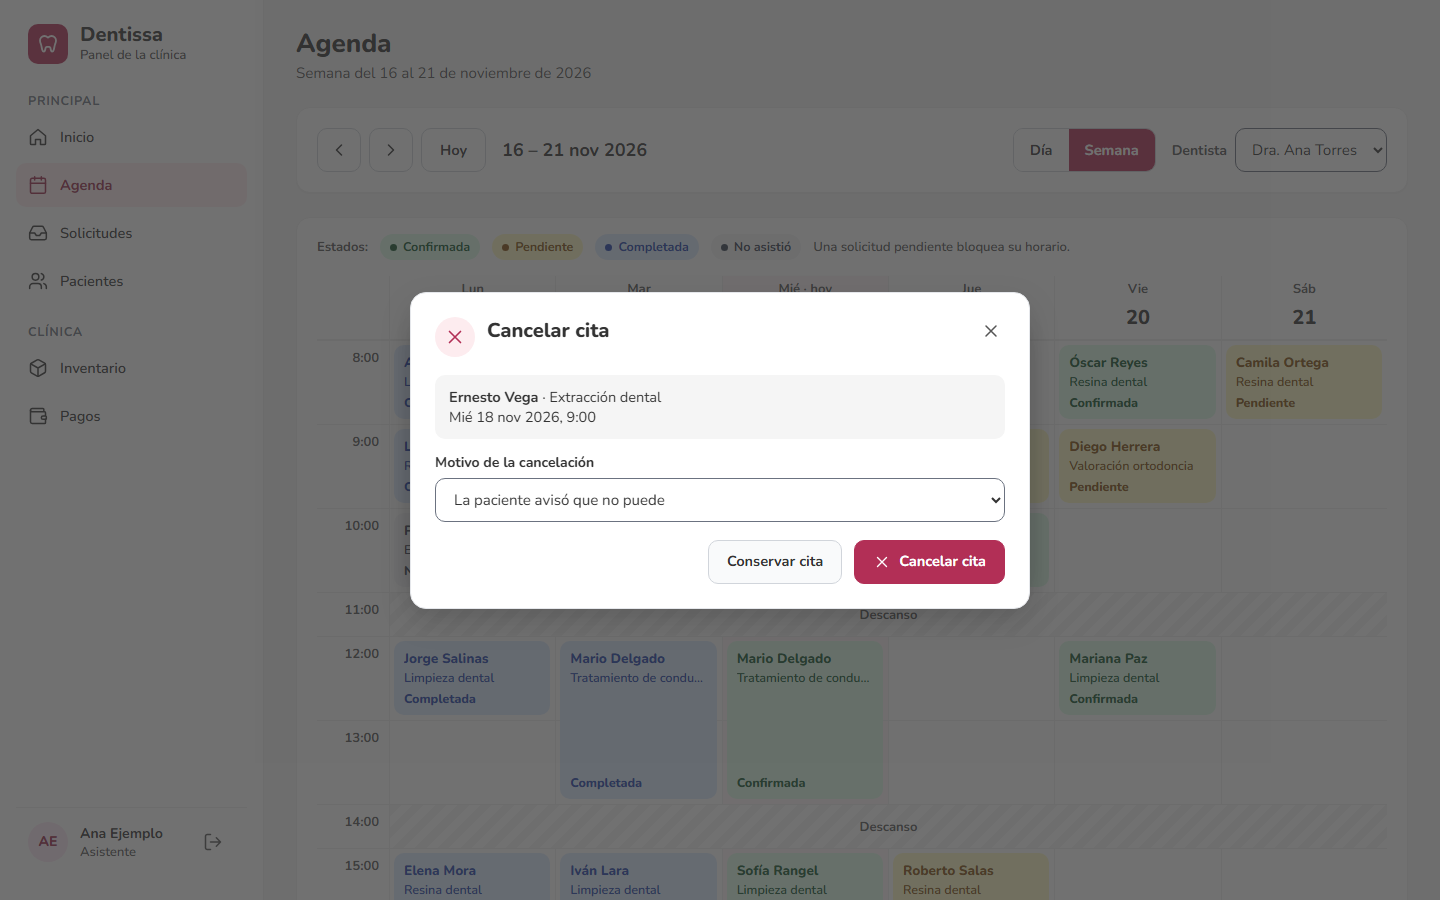 Dentissa
Panel de la clínica
PRINCIPAL
Inicio
Agenda
Solicitudes
Pacientes
CLÍNICA
Inventario
Pagos
AE
Ana Ejemplo
Asistente
Agenda
Semana del 16 al 21 de noviembre de 2026
Hoy
16 – 21 nov 2026
Día
Semana
Dentista
Dra. Ana Torres
Estados:
Confirmada
Pendiente
Completada
No asistió
Una solicitud pendiente bloquea su horario.
Lun
Mar
Mié · hoy
Jue
Vie
20
Sáb
21
Cancelar cita
Ernesto Vega · Extracción dental
Mié 18 nov 2026, 9:00
Motivo de la cancelación
La paciente avisó que no puede
Conservar cita
Cancelar cita
8:00
Óscar Reyes
Resina dental
Confirmada
Camila Ortega
Resina dental
Pendiente
9:00
Diego Herrera
Valoración ortodoncia
Pendiente
10:00
11:00
Descanso
12:00
Jorge Salinas
Limpieza dental
Completada
Mario Delgado
Tratamiento de condu...
Completada
Mario Delgado
Tratamiento de condu...
Confirmada
Mariana Paz
Limpieza dental
Confirmada
13:00
14:00
Descanso
15:00
Elena Mora
Resina dental
Iván Lara
Limpieza dental
Sofía Rangel
Limpieza dental
Roberto Salas
Resina dental